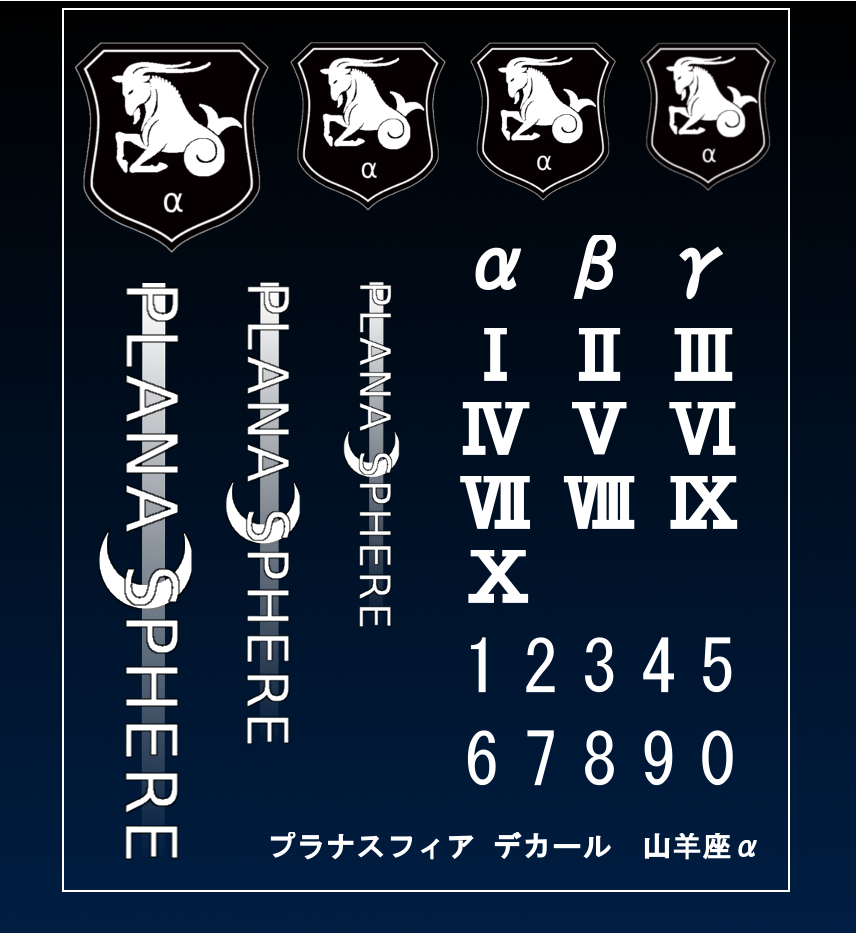 α α α α
PLANA SPHERE
PLANA SPHERE
PLANA SPHERE
α β γ
Ⅰ Ⅱ Ⅲ
Ⅳ Ⅴ Ⅵ
Ⅶ Ⅷ Ⅸ
Ⅹ
1 2 3 4 5
6 7 8 9 0
プラナスフィア デカール 山羊座α